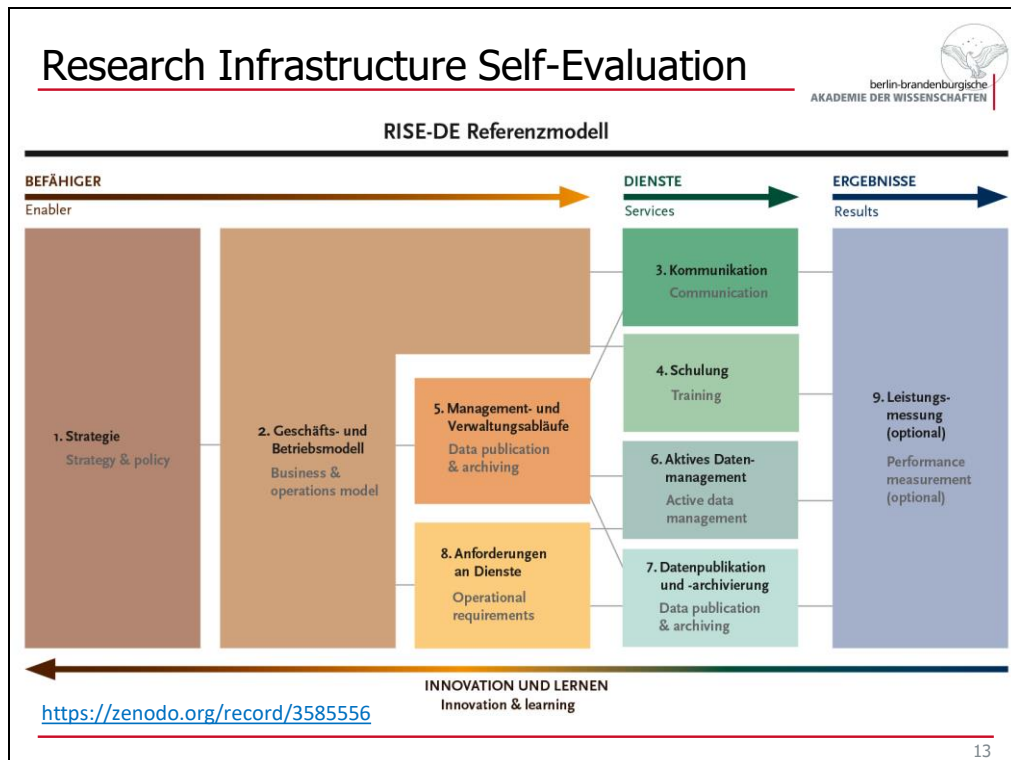 Research Infrastructure Self-Evaluation
berlin-brandenburgische
AKADEMIE DER WISSENSCHAFTEN
RISE-DE Referenzmodell
BEFÄHIGER
Enabler
DIENSTE
Services
ERGEBNISSE
Results
1. Strategie
Strategy & policy
2. Geschäfts- und
Betriebsmodell
Business &
operations model
5. Management- und
Verwaltungsabläufe
Data publication
& archiving
8. Anforderungen
an Dienste
Operational
requirements
3. Kommunikation
Communication
4. Schulung
Training
6. Aktives Daten-
management
Active data
management
7. Datenpublikation
und -archivierung
Data publication
& archiving
9. Leistungs-
messung
(optional)
Performance
measurement
(optional)
INNOVATION UND LERNEN
Innovation & learning
https://zenodo.org/record/3585556
13